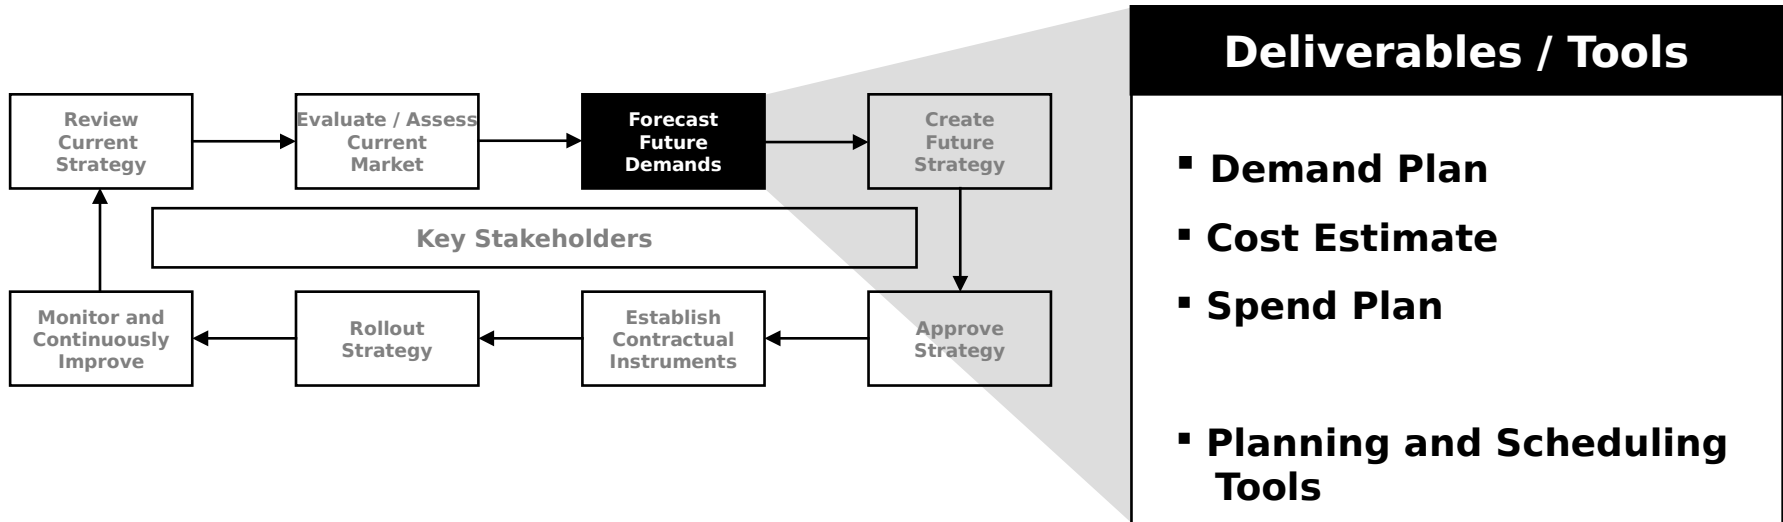 Deliverables / Tools
Review
Current
Strategy
Evaluate / Assess
Current
Market
Forecast
Future
Demands
Create
Future
Strategy
Key Stakeholders
Monitor and
Continuously
Improve
Rollout
Strategy
Establish
Contractual
Instruments
Approve
Strategy
▪ Demand Plan
▪ Cost Estimate
▪ Spend Plan
▪ Planning and Scheduling
Tools